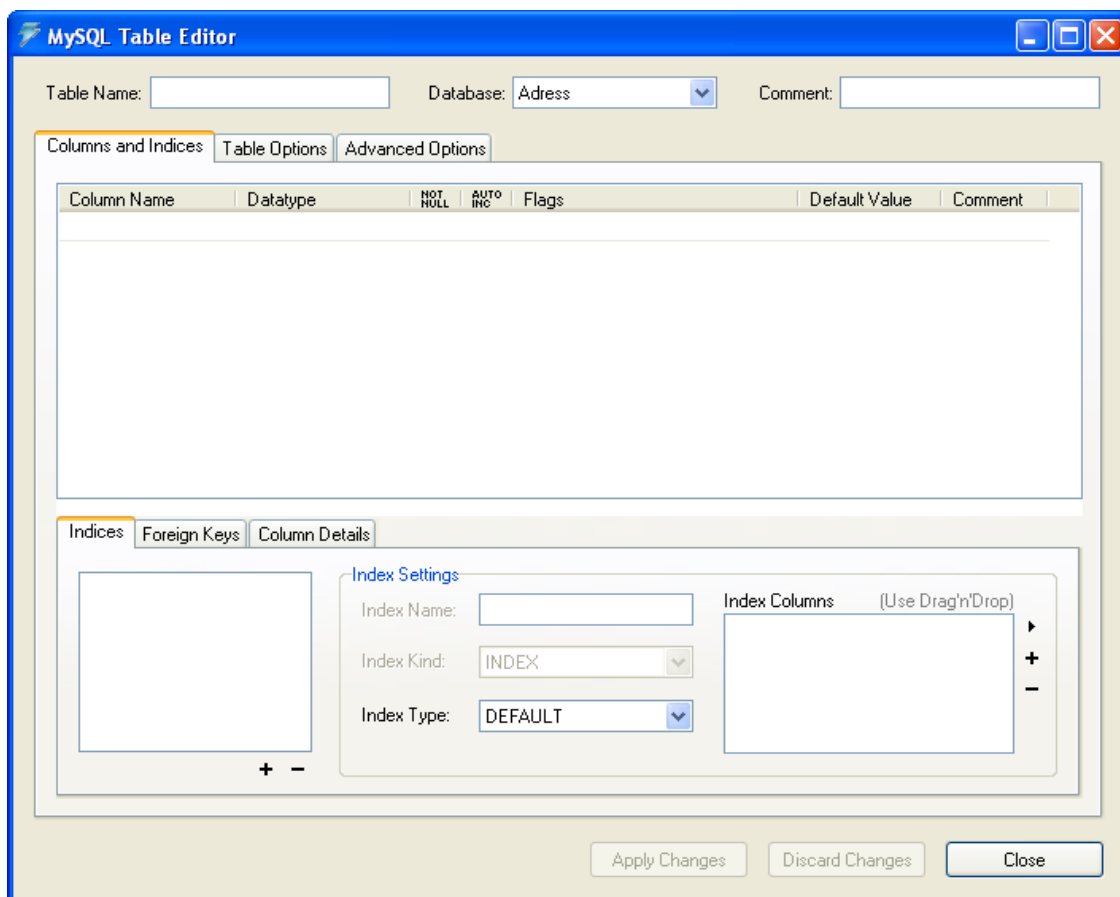 MySQL Table Editor
Table Name: Database: Adress Comment:
Columns and Indices Table Options Advanced Options
Column Name Datatype NOT NULL AUTO INC Flags Default Value Comment
Indices Foreign Keys Column Details
Index Settings
Index Name:
Index Columns (Use Drag'n'Drop)
Index Kind: INDEX
Index Type: DEFAULT
Apply Changes Discard Changes Close